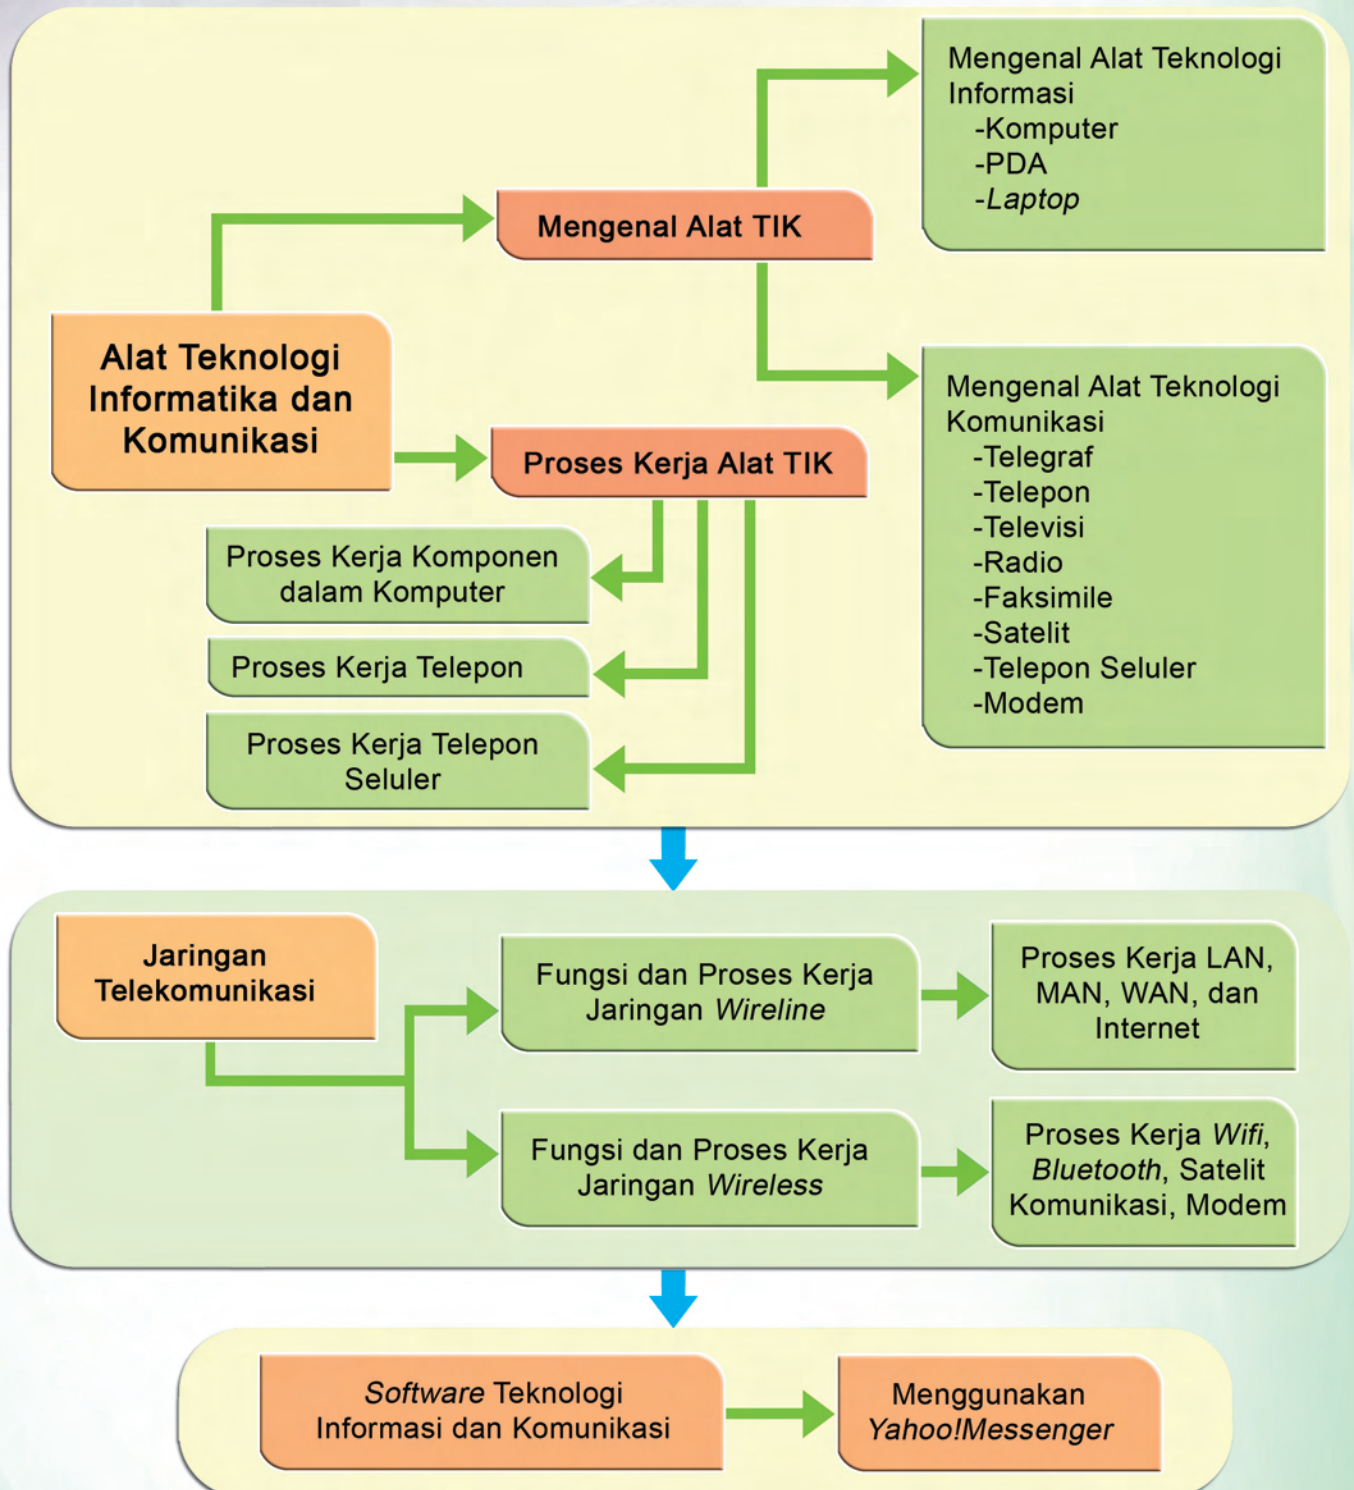 Mengenal Alat Teknologi
Informasi
-Komputer
-PDA
-Laptop
Mengenal Alat TIK
Alat Teknologi
Informatika dan
Komunikasi
Mengenal Alat Teknologi
Komunikasi
-Telegraf
-Telepon
-Televisi
-Radio
-Faksimile
-Satelit
-Telepon Seluler
-Modem
Proses Kerja Alat TIK
Proses Kerja Komponen
dalam Komputer
Proses Kerja Telepon
Proses Kerja Telepon
Seluler
Jaringan
Telekomunikasi
Fungsi dan Proses Kerja
Jaringan Wireline
Proses Kerja LAN,
MAN, WAN, dan
Internet
Fungsi dan Proses Kerja
Jaringan Wireless
Proses Kerja Wifi,
Bluetooth, Satelit
Komunikasi, Modem
Software Teknologi
Informasi dan Komunikasi
Menggunakan
Yahoo!Messenger